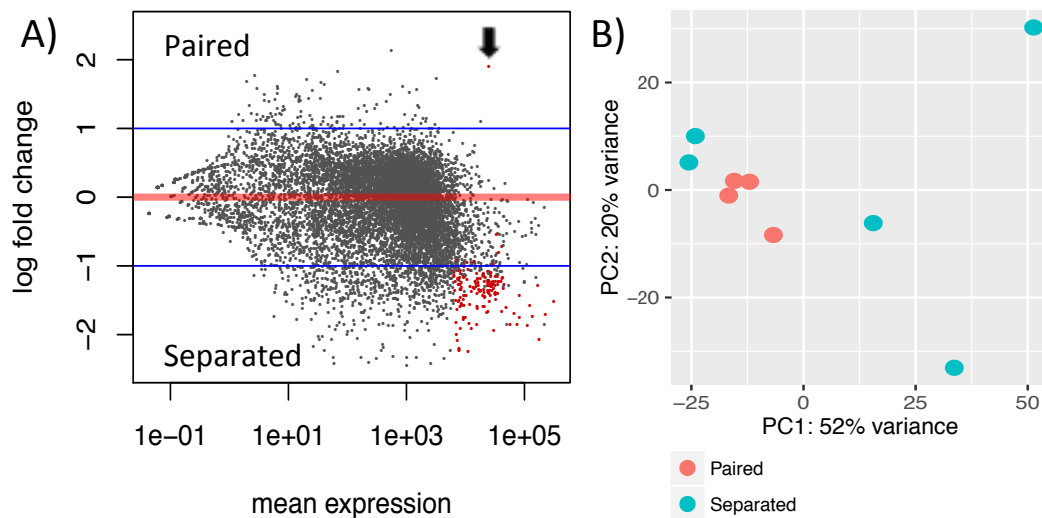 A)
Paired
Separated
log fold change
2
1
0
−1
−2
1e−01
1e+01
1e+03
1e+05
mean expression
B)
PC2: 20% variance
20
0
−20
−25
0
25
50
PC1: 52% variance
Paired
Separated